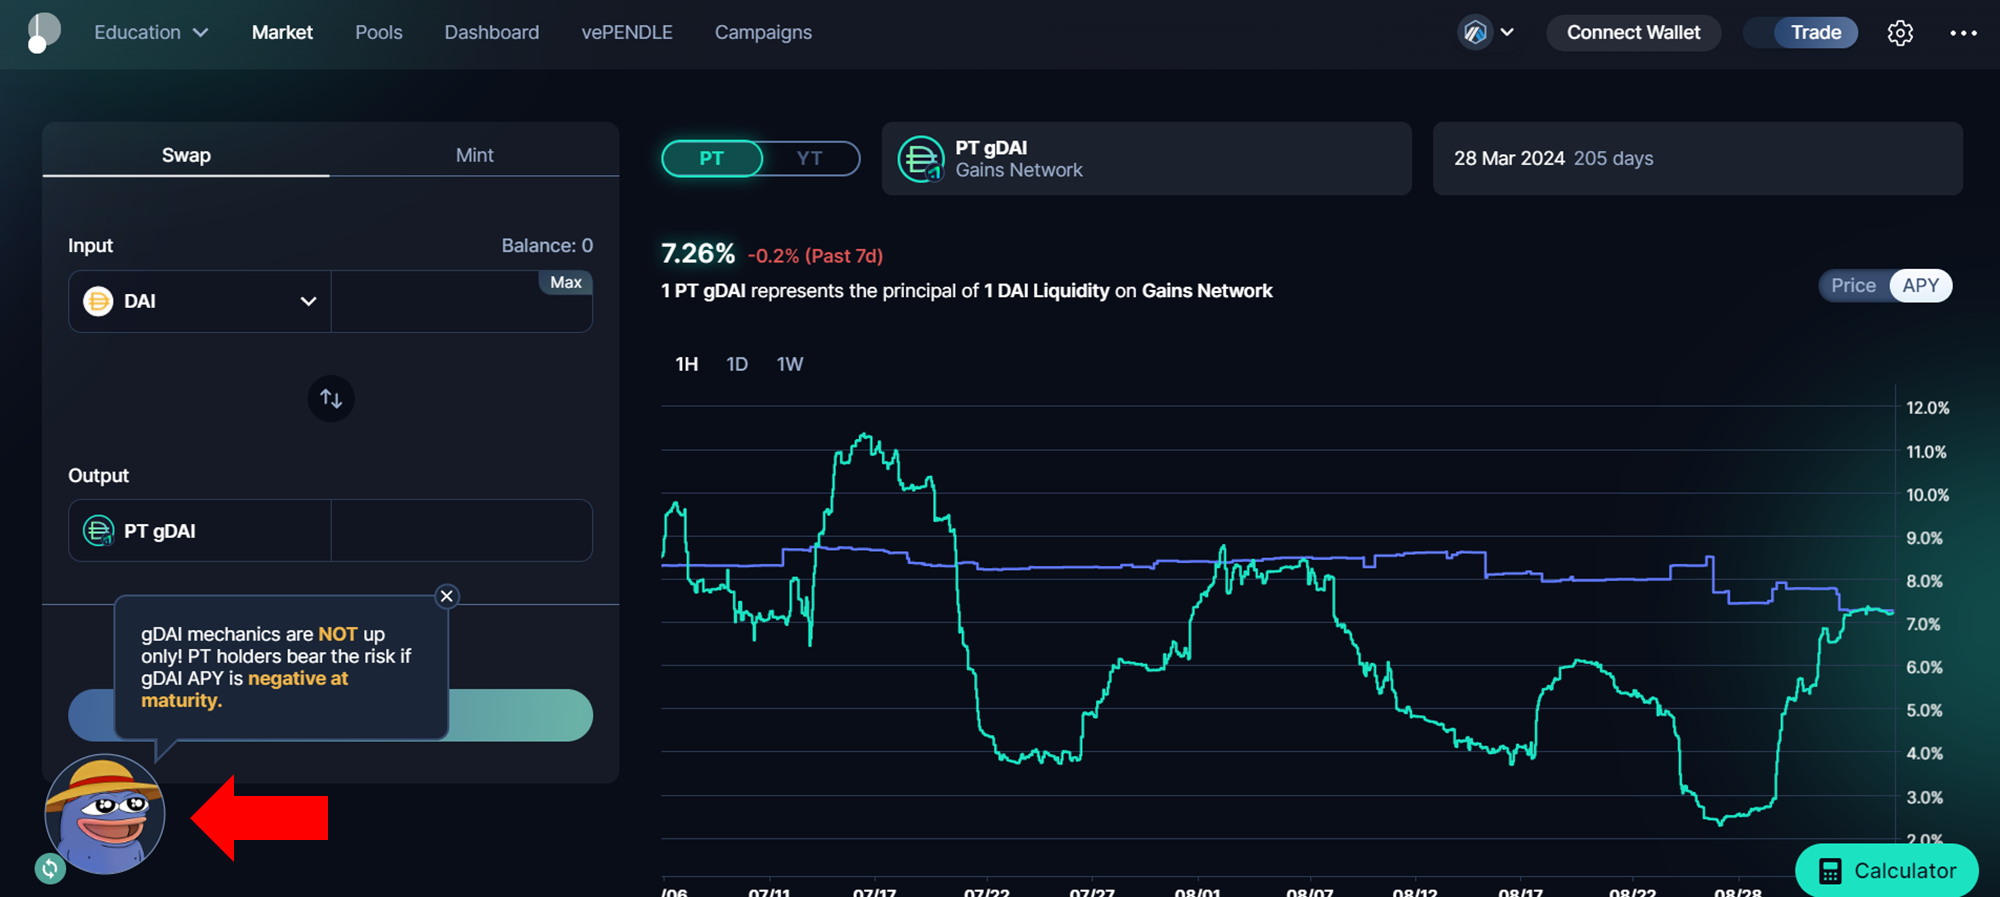 Education Market Pools Dashboard vePENDLE Campaigns Connect Wallet Trade
Swap Mint
PT YT
PT gDAI
Gains Network
28 Mar 2024 205 days
Input Balance: 0
DAI
Max
Output
PT gDAI
gDAI mechanics are NOT up
only! PT holders bear the risk if
gDAI APY is negative at
maturity.
7.26% -0.2% (Past 7d)
1 PT gDAI represents the principal of 1 DAI Liquidity on Gains Network
Price APY
1H 1D 1W
12.0%
11.0%
10.0%
9.0%
8.0%
7.0%
6.0%
5.0%
4.0%
3.0%
2.0%
/06 07/11 07/17 07/22 07/27 08/01 08/07 08/12 08/17 08/22 08/28
Calculator